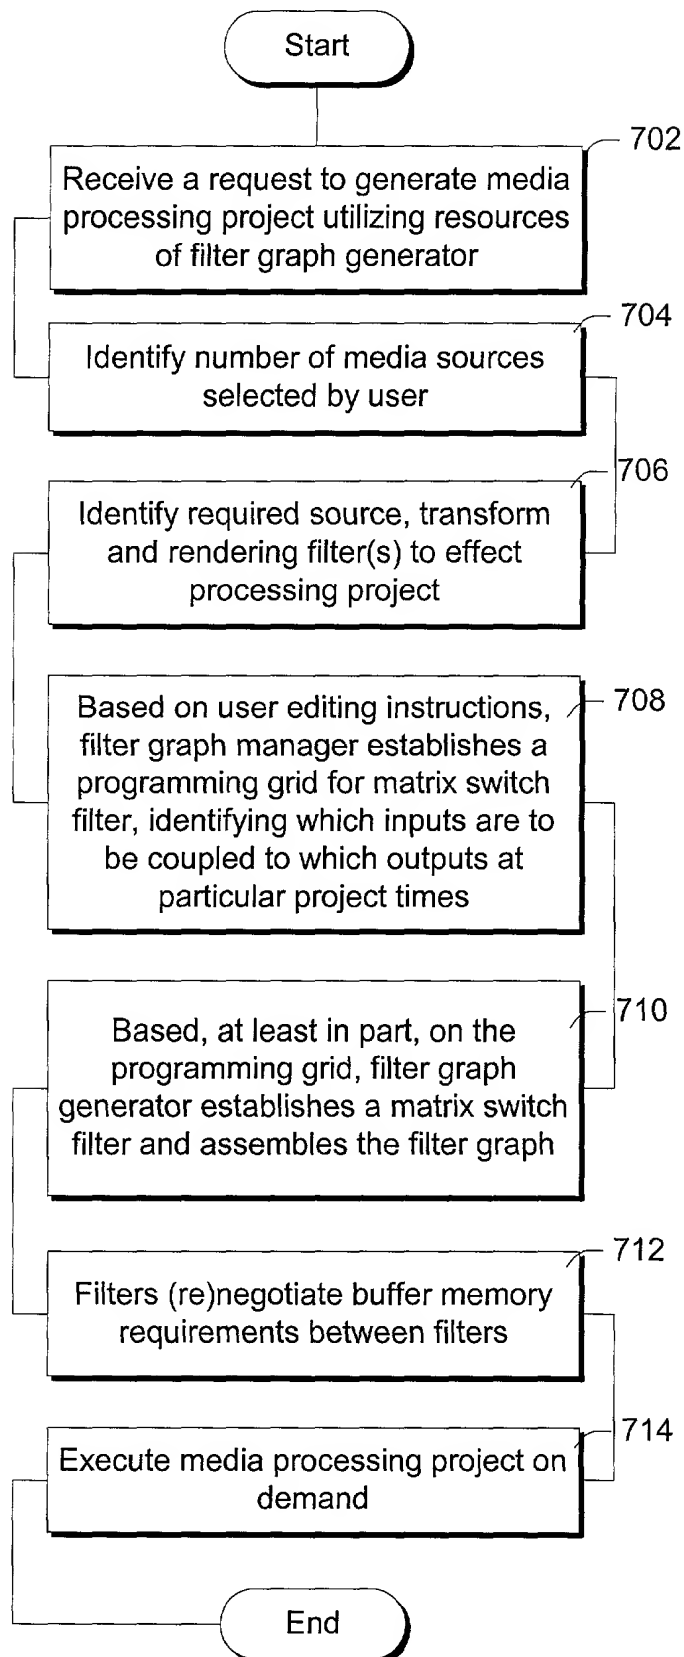 Start
702
Receive a request to generate media
processing project utilizing resources
of filter graph generator
704
Identify number of media sources
selected by user
706
Identify required source, transform
and rendering filter(s) to effect
processing project
708
Based on user editing instructions,
filter graph manager establishes a
programming grid for matrix switch
filter, identifying which inputs are to
be coupled to which outputs at
particular project times
710
Based, at least in part, on the
programming grid, filter graph
generator establishes a matrix switch
filter and assembles the filter graph
712
Filters (re)negotiate buffer memory
requirements between filters
714
Execute media processing project on
demand
End